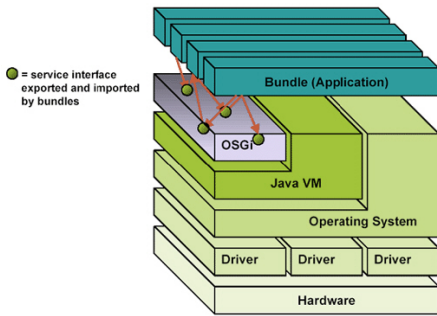 = service interface
exported and imported
by bundles
Bundle (Application)
OSGi
Java VM
Operating System
Driver
Driver
Driver
Hardware